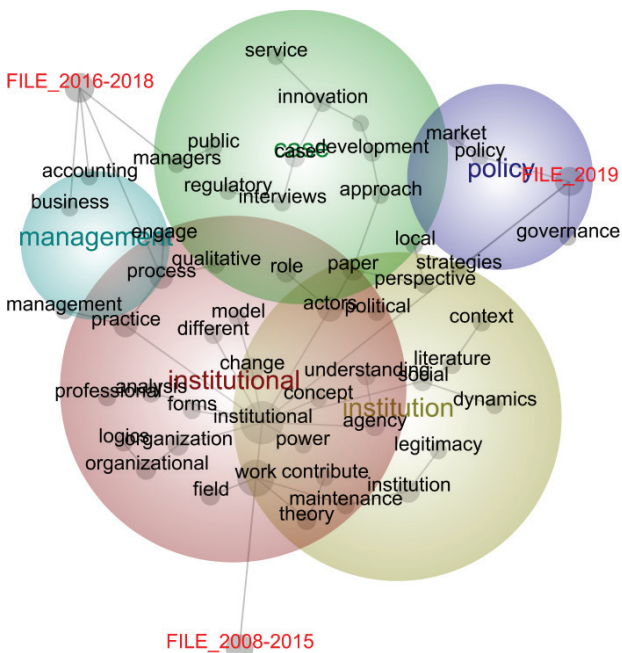 service
FILE_2016-2018
innovation
market
public
case
case
development
policy
managers
policy
accounting
FILE_2019
regulatory
interviews
approach
business
engage
management
local
governance
qualitative
strategies
process
role
paper
perspective
management
practice
model
actors
political
context
different
change
understanding
literature
institutional
social
professional
analysis
concept
forms
institutional
institution
dynamics
agency
logics
organization
power
legitimacy
organizational
work
contribute
field
maintenance
institution
theory
FILE_2008-2015